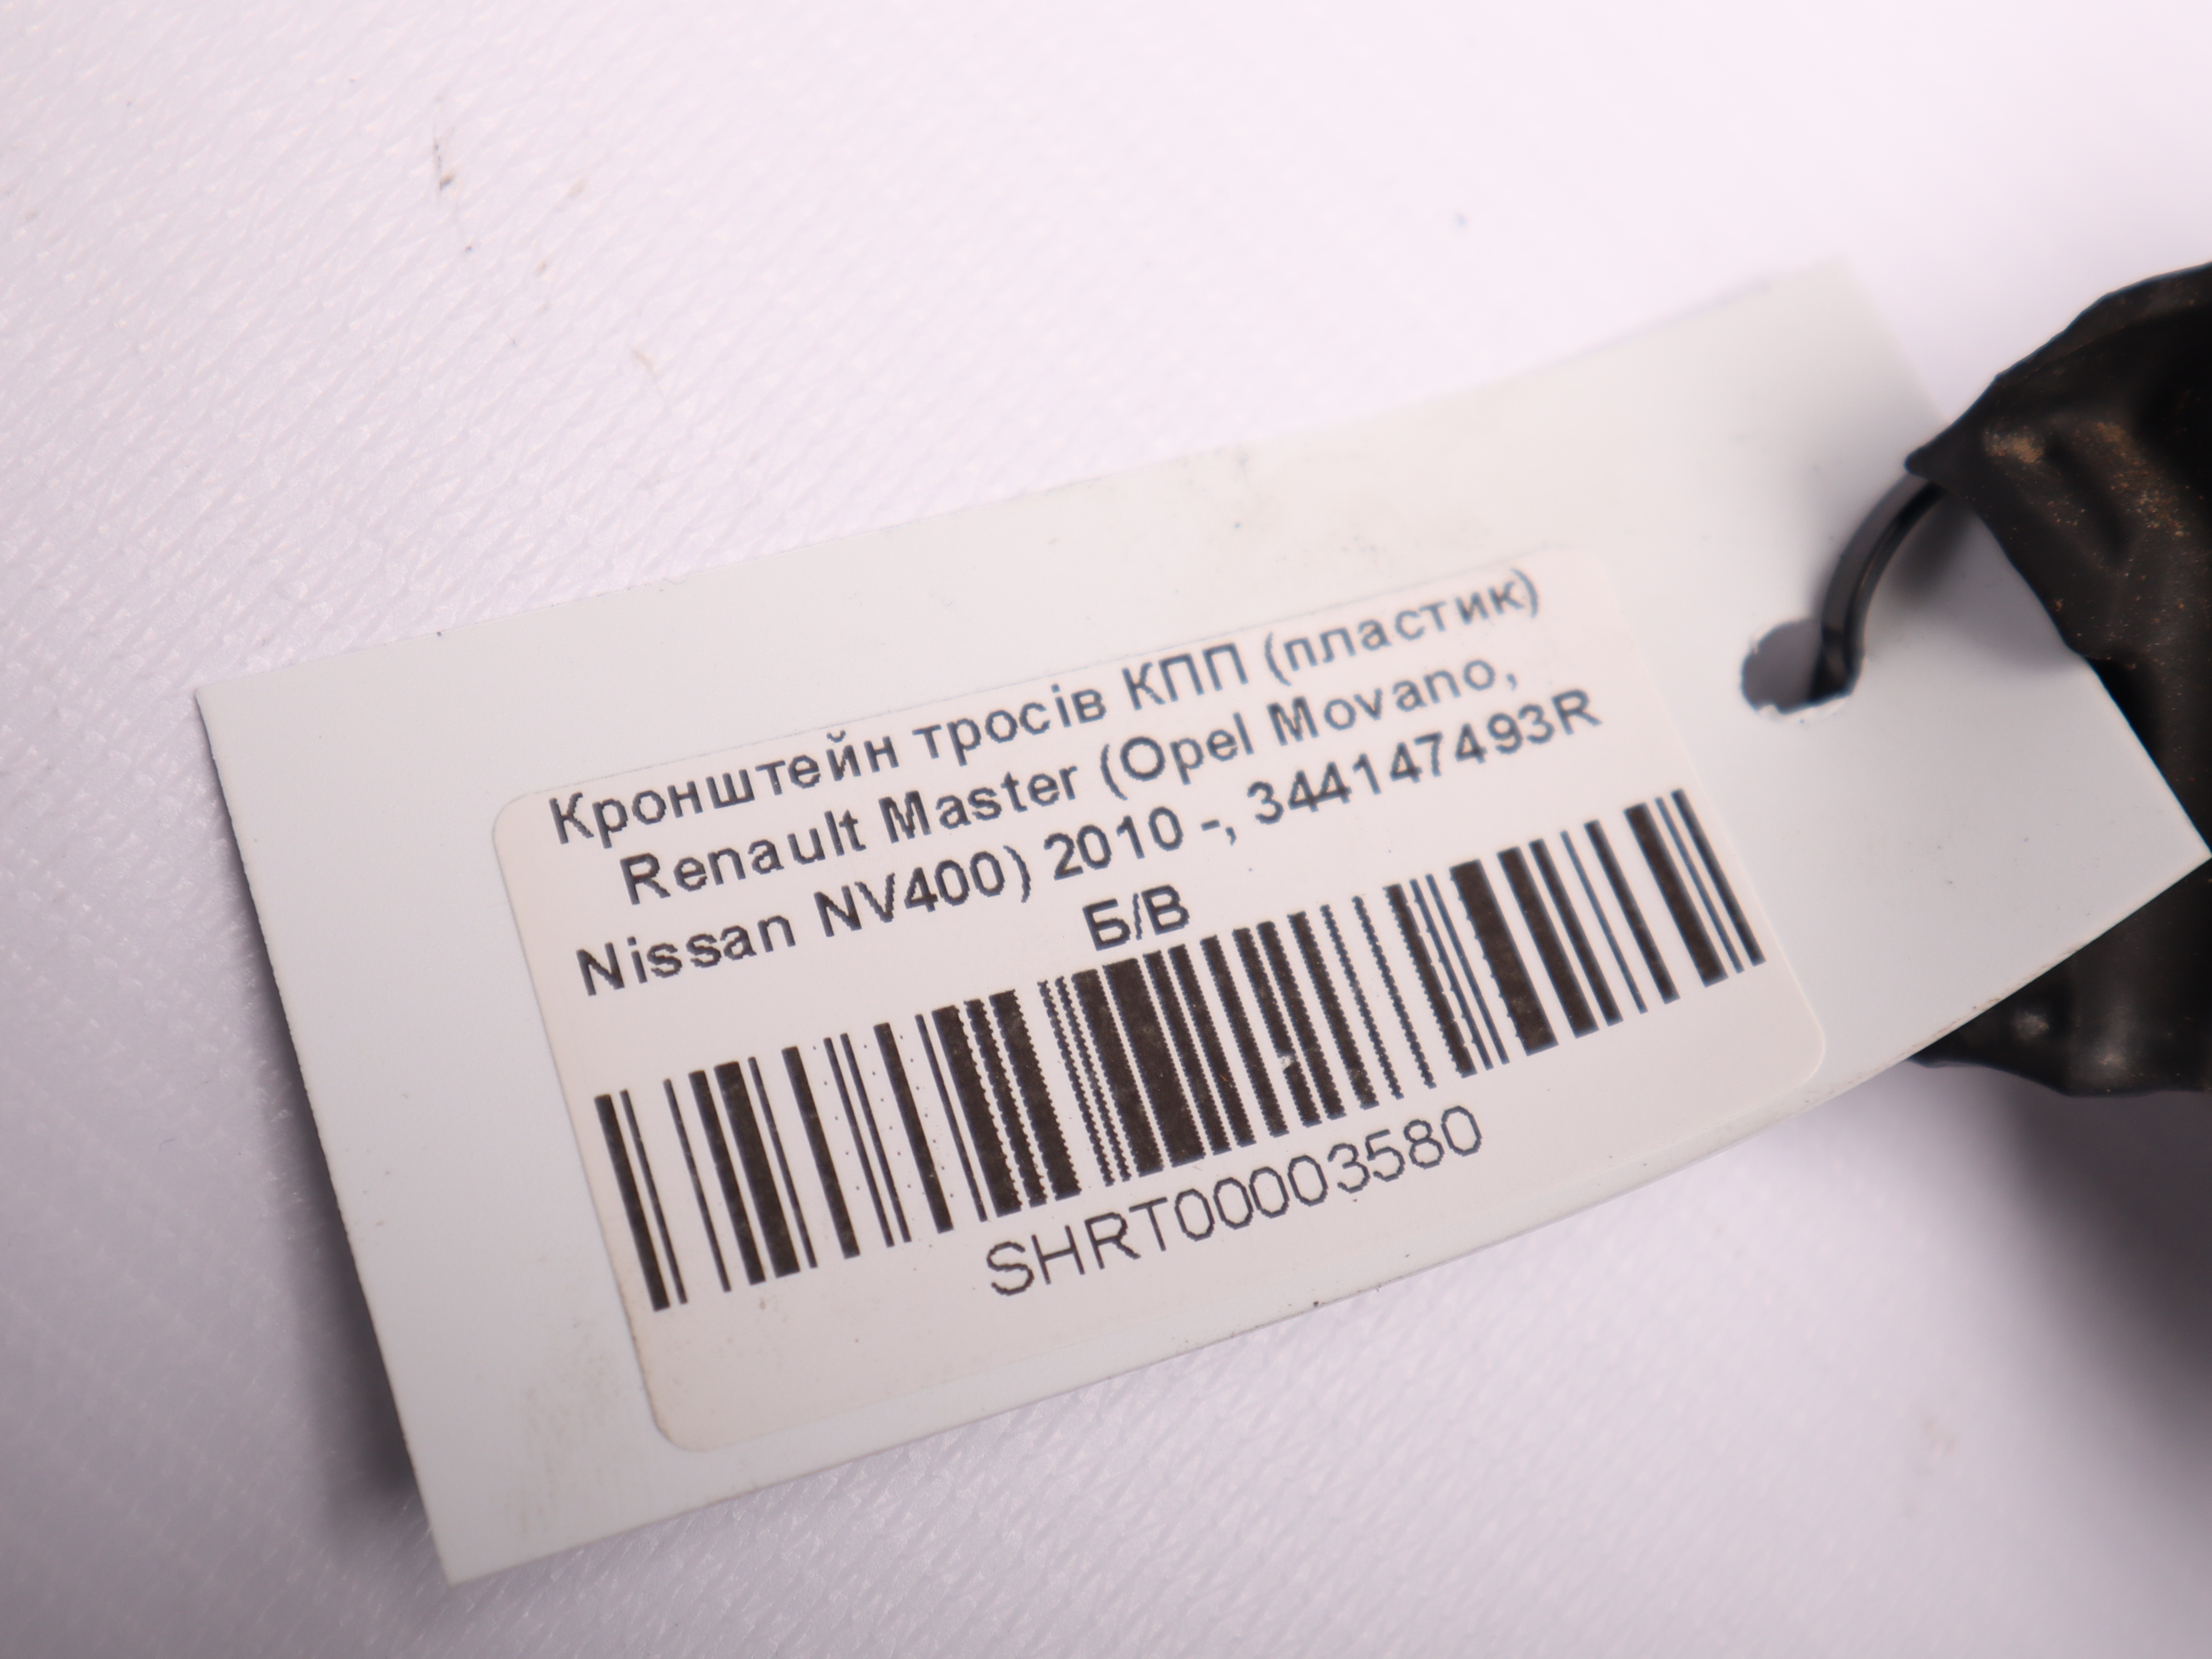 Кронштейн тросів КПП (пластик)
Renault Master (Opel Movano,
Nissan NV400) 2010 -, 344147493R
Б/В
SHRT00003580